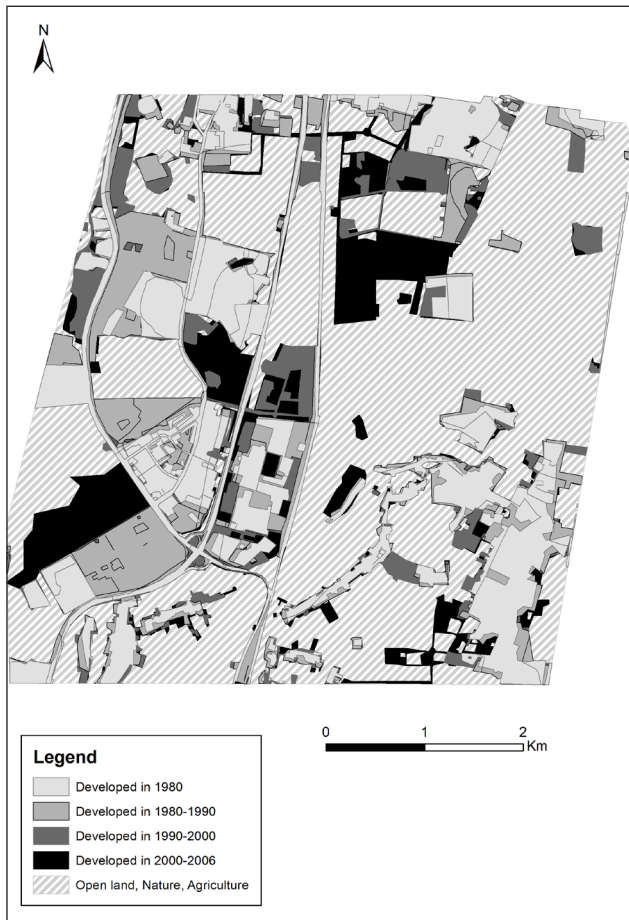 N
0 1 2
Km
Legend
Developed in 1980
Developed in 1980-1990
Developed in 1990-2000
Developed in 2000-2006
Open land, Nature, Agriculture